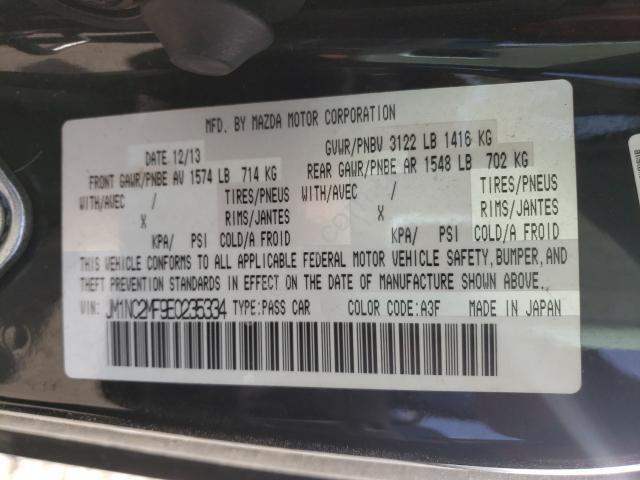 MFD. BY MAZDA MOTOR CORPORATION
DATE 12/13 GVWR/PNBV 3122 LB 1416 KG
FRONT GAWR/PNBE AV 1574 LB 714 KG REAR GAWR/PNBE AR 1548 LB 702 KG
WITH/AVEC / TIRES/PNEUS WITH/AVEC / TIRES/PNEUS
X RIMS/JANTES X RIMS/JANTES
KPA/ PSI COLD/A FROID KPA/ PSI COLD/A FROID
THIS VEHICLE CONFORMS TO ALL APPLICABLE FEDERAL MOTOR VEHICLE SAFETY, BUMPER, AND
THEFT PREVENTION STANDARDS IN EFFECT ON THE DATE OF MANUFACTURE SHOWN ABOVE.
VIN: JM1NC2MF9E0235334 TYPE: PASS CAR COLOR CODE: A3F MADE IN JAPAN